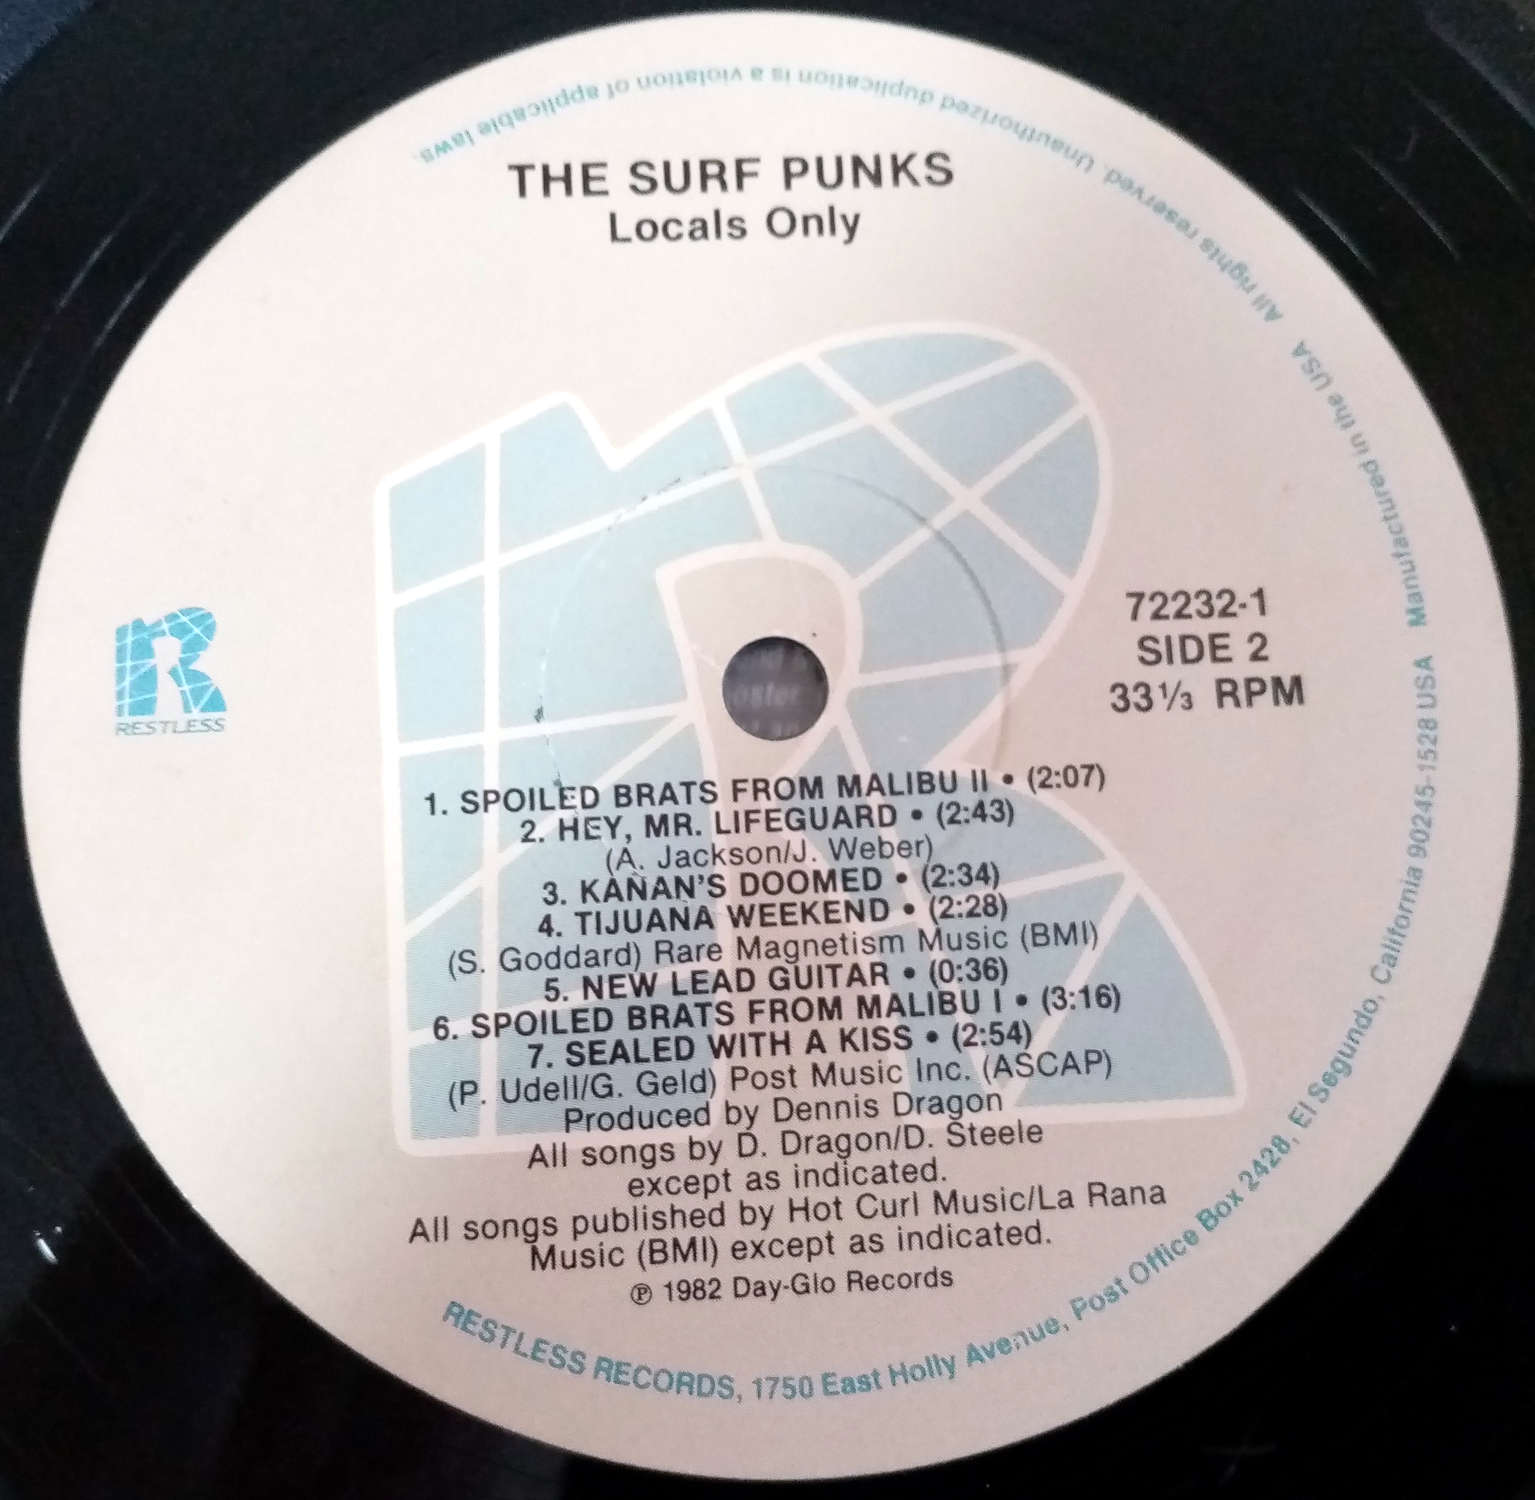 THE SURF PUNKS
Locals Only
RESTLESS
72232-1
SIDE 2
33⅓ RPM
1. SPOILED BRATS FROM MALIBU II • (2:07)
2. HEY, MR. LIFEGUARD • (2:43)
(A. Jackson/J. Weber)
3. KANAN'S DOOMED • (2:34)
4. TIJUANA WEEKEND • (2:28)
(S. Goddard) Rare Magnetism Music (BMI)
5. NEW LEAD GUITAR • (0:36)
6. SPOILED BRATS FROM MALIBU I • (3:16)
7. SEALED WITH A KISS • (2:54)
(P. Udell/G. Geld) Post Music Inc. (ASCAP)
Produced by Dennis Dragon
All songs by D. Dragon/D. Steele
except as indicated.
All songs published by Hot Curl Music/La Rana
Music (BMI) except as indicated.
℗ 1982 Day-Glo Records
RESTLESS RECORDS, 1750 East Holly Avenue, Post Office Box 2428, El Segundo, California 90245-1528 USA Manufactured in the USA All rights reserved. Unauthorized duplication is a violation of applicable laws.